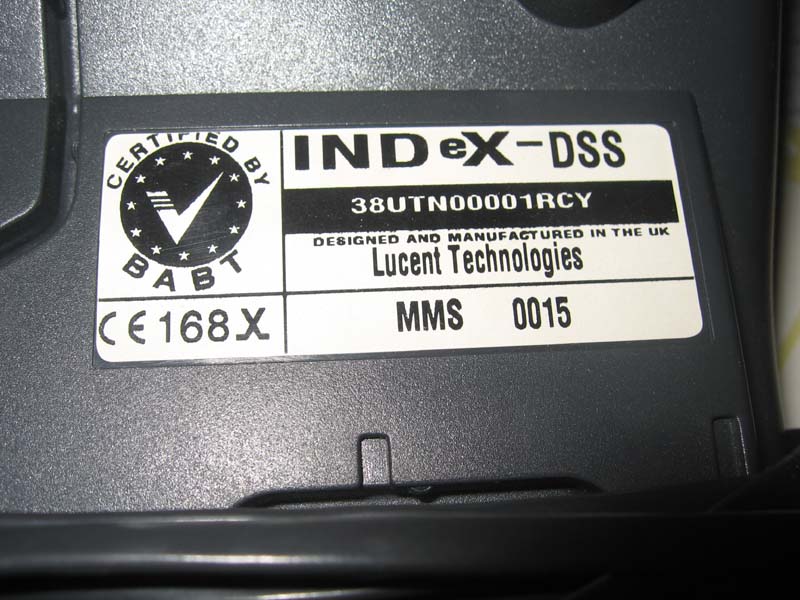 CERTIFIED BY
BABT
INDeX-DSS
38UTN00001RCY
DESIGNED AND MANUFACTURED IN THE UK
Lucent Technologies
CE168X
MMS 0015